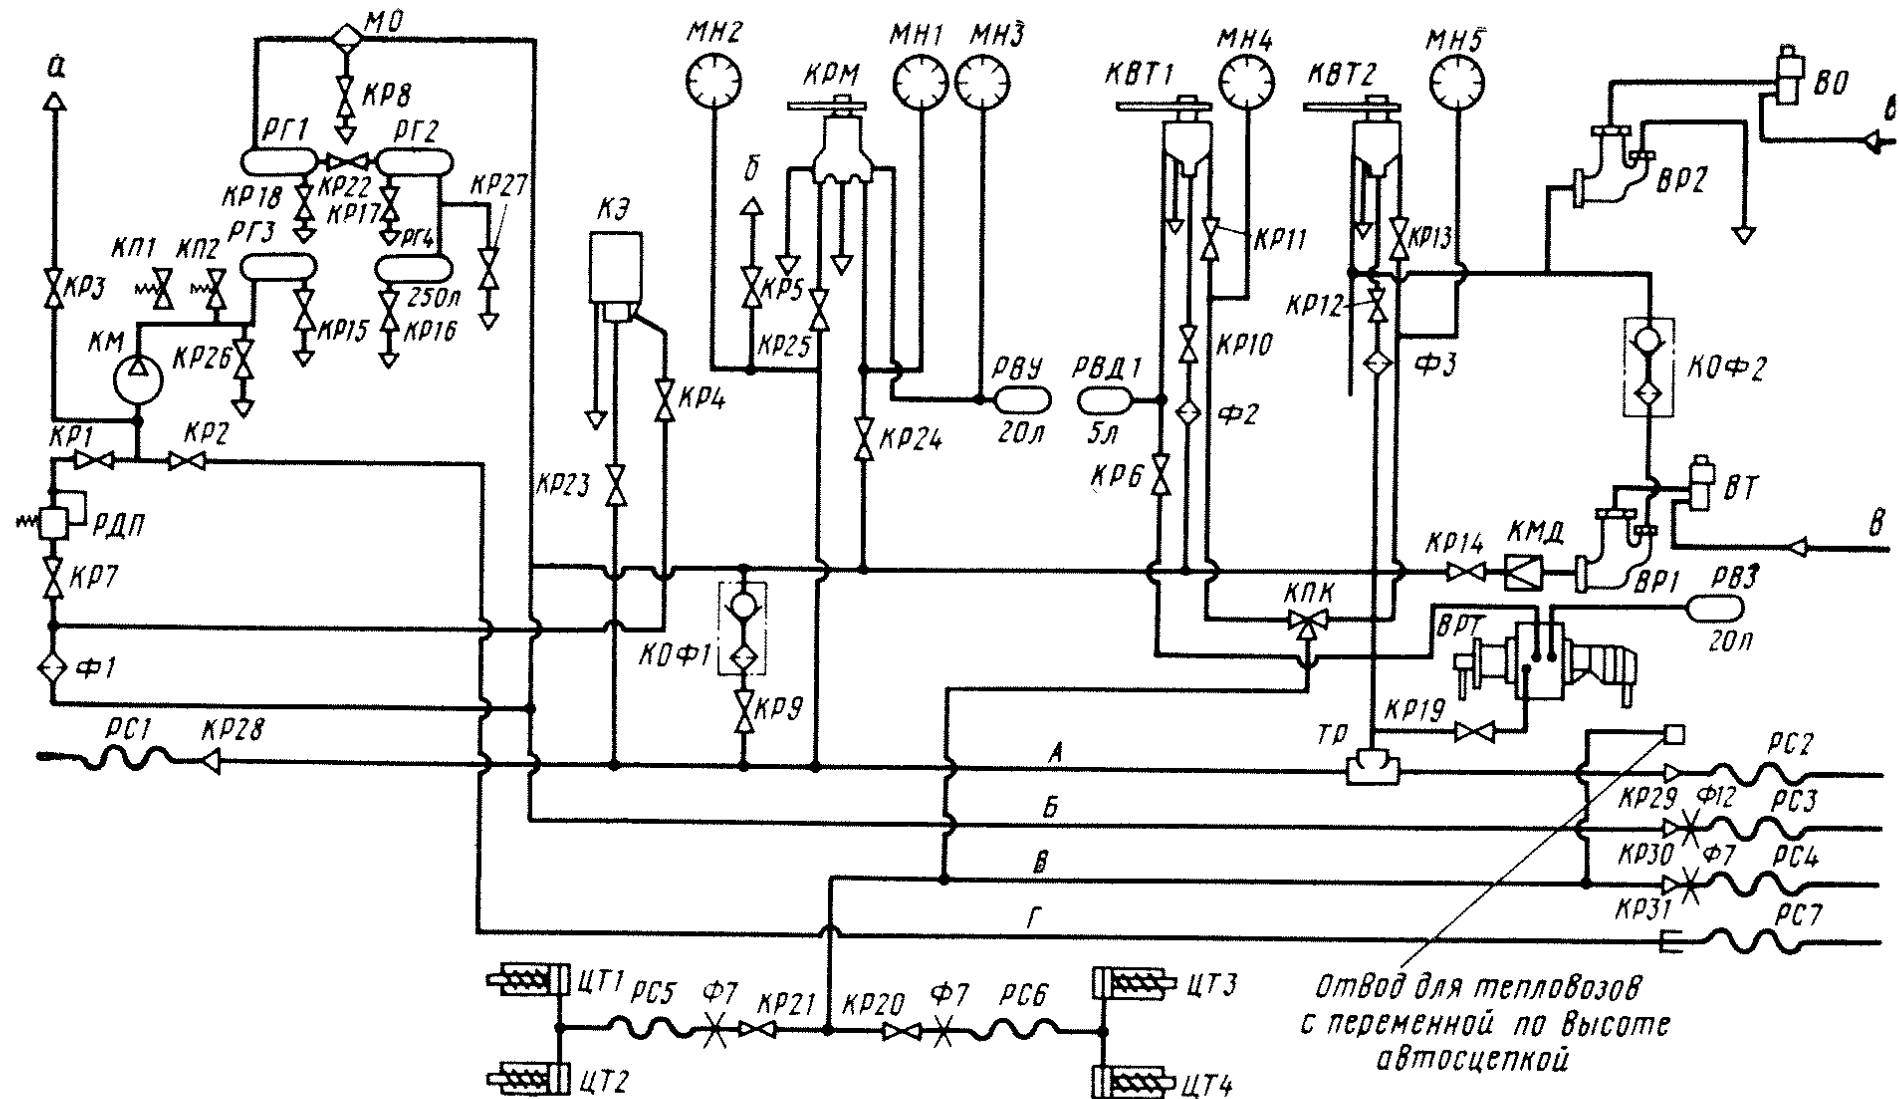 МО
МН2
КРМ
МН1
МН3
КВТ1
МН4
КВТ2
МН5
ВО
а
КР8
в
РГ1
РГ2
КР18
КР22
КР17
КР27
б
ВР2
КЭ
РГ3
РГ4
КП1
КП2
КР3
КР5
КР11
КР13
250л
КР15
КР16
КР12
КМ
КР26
КР25
КР10
Ф3
КОФ2
РВУ
РВД1
КР4
20л
5л
Ф2
КР1
КР2
КР24
КР23
КР6
ВТ
РДП
КР14
КМД
В
КР7
КПК
ВР1
РВ3
ВРТ
20л
КОФ1
Ф1
КР9
КР19
РС1
КР28
А
ТР
РС2
КР29
Ф12
РС3
Б
КР30
Ф7
РС4
В
КР31
РС7
Г
ЦТ1
РС5
Ф7
КР21
КР20
Ф7
РС6
ЦТ3
ЦТ2
ЦТ4
Отвод для тепловозов
с переменной по высоте
автосцепкой